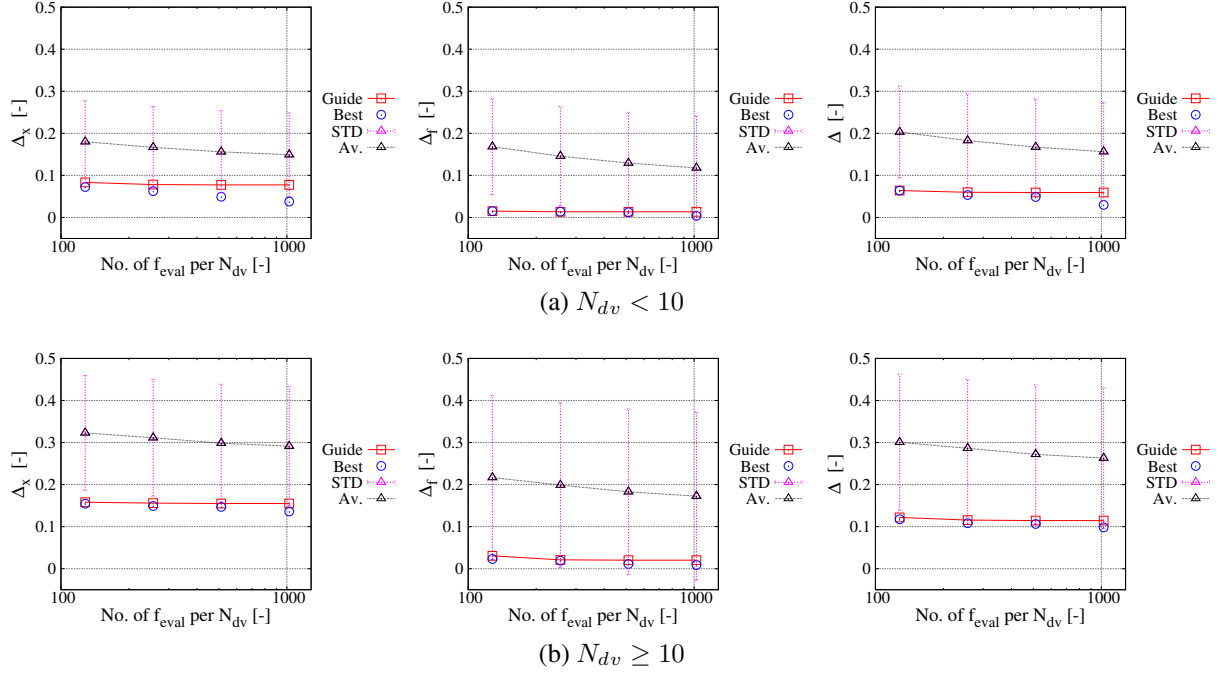 0.5
0.4
0.3
0.2
0.1
0
Δx [-]
100
1000
No. of feval per Ndv [-]
Guide
Best
STD
Av.
0.5
0.4
0.3
0.2
0.1
0
Δf [-]
100
1000
No. of feval per Ndv [-]
Guide
Best
STD
Av.
0.5
0.4
0.3
0.2
0.1
0
Δ [-]
100
1000
No. of feval per Ndv [-]
Guide
Best
STD
Av.
(a) Ndv < 10
0.5
0.4
0.3
0.2
0.1
0
Δx [-]
100
1000
No. of feval per Ndv [-]
Guide
Best
STD
Av.
0.5
0.4
0.3
0.2
0.1
0
Δf [-]
100
1000
No. of feval per Ndv [-]
Guide
Best
STD
Av.
0.5
0.4
0.3
0.2
0.1
0
Δ [-]
100
1000
No. of feval per Ndv [-]
Guide
Best
STD
Av.
(b) Ndv ≥ 10